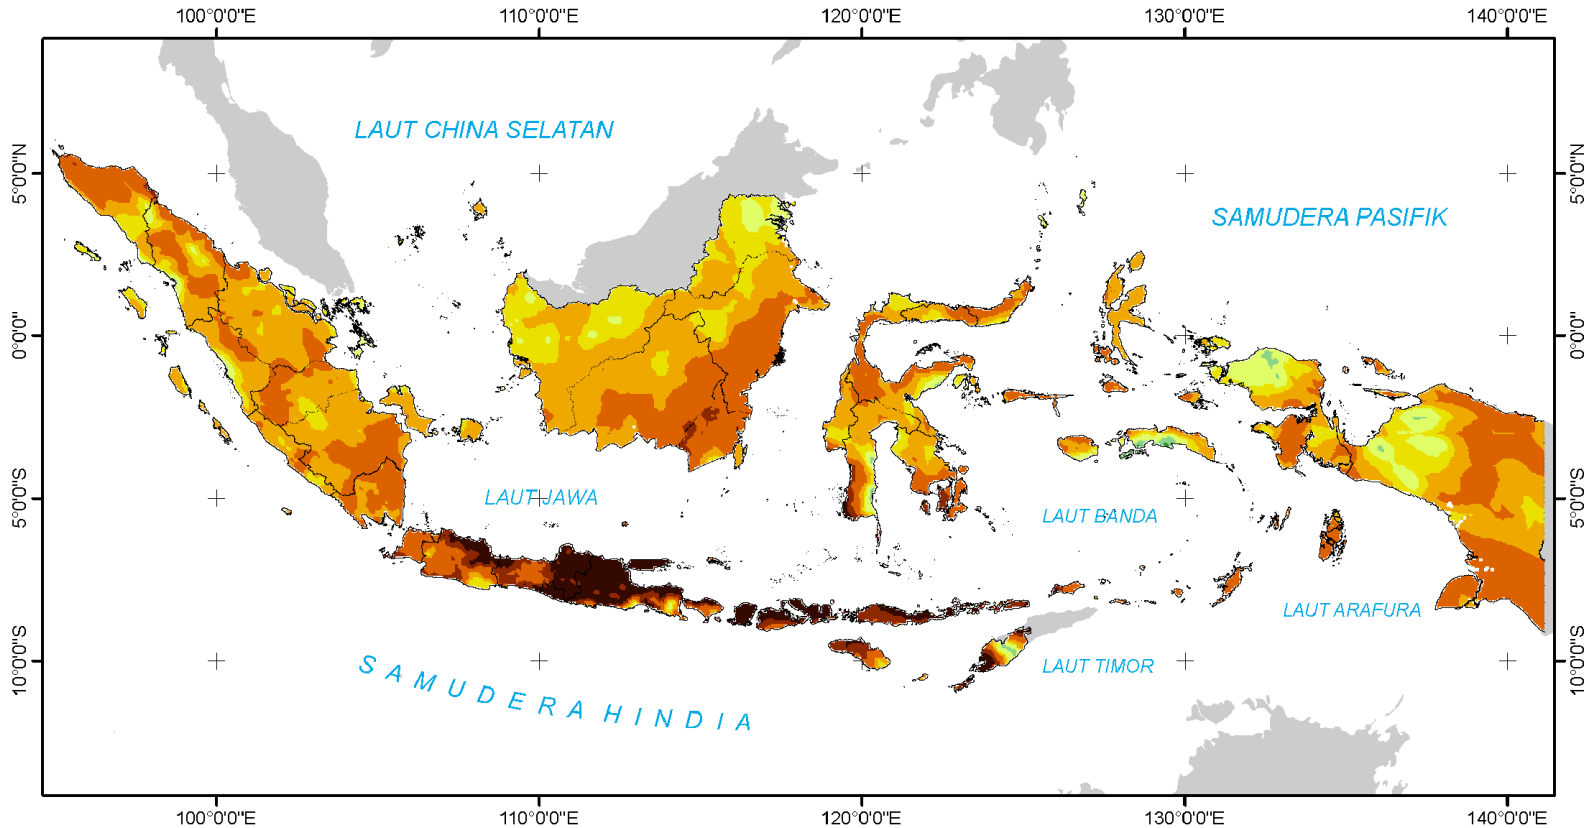 100°0'0"E 110°0'0"E 120°0'0"E 130°0'0"E 140°0'0"E
LAUT CHINA SELATAN
5°0'0"N 5°0'0"N
SAMUDERA PASIFIK
0°0'0" 0°0'0"
LAUT JAWA
5°0'0"S 5°0'0"S
LAUT BANDA
LAUT ARAFURA
10°0'0"S 10°0'0"S
LAUT TIMOR
SAMUDERA HINDIA
100°0'0"E 110°0'0"E 120°0'0"E 130°0'0"E 140°0'0"E